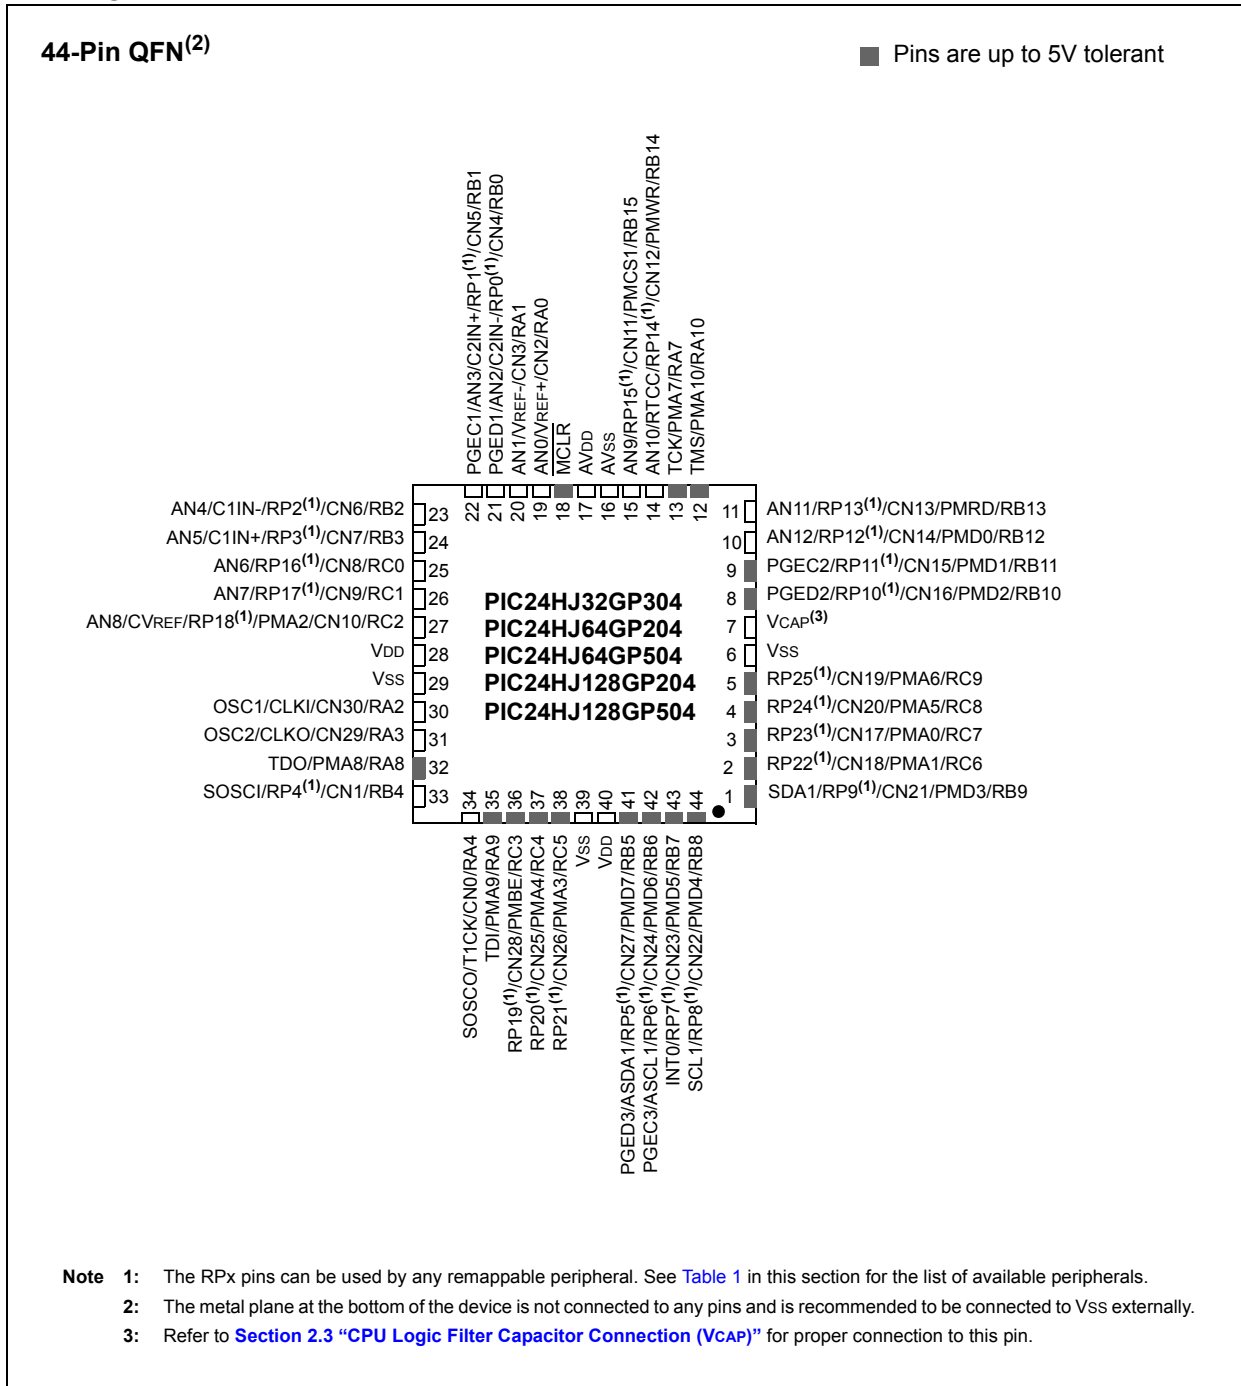 44-Pin QFN(2)
Pins are up to 5V tolerant
PGEC1/AN3/C2IN+/RP1(1)/CN5/RB1
PGED1/AN2/C2IN-/RP0(1)/CN4/RB0
AN1/VREF-/CN3/RA1
AN0/VREF+/CN2/RA0
MCLR
AVDD
AVSS
AN9/RP15(1)/CN11/PMCS1/RB15
AN10/RTCC/RP14(1)/CN12/PMWR/RB14
TCK/PMA7/RA7
TMS/PMA10/RA10
22 21 20 19 18 17 16 15 14 13 12
AN4/C1IN-/RP2(1)/CN6/RB2 23
AN5/C1IN+/RP3(1)/CN7/RB3 24
AN6/RP16(1)/CN8/RC0 25
AN7/RP17(1)/CN9/RC1 26
AN8/CVREF/RP18(1)/PMA2/CN10/RC2 27
VDD 28
VSS 29
OSC1/CLKI/CN30/RA2 30
OSC2/CLKO/CN29/RA3 31
TDO/PMA8/RA8 32
SOSCI/RP4(1)/CN1/RB4 33
PIC24HJ32GP304
PIC24HJ64GP204
PIC24HJ64GP504
PIC24HJ128GP204
PIC24HJ128GP504
11 AN11/RP13(1)/CN13/PMRD/RB13
10 AN12/RP12(1)/CN14/PMD0/RB12
9 PGEC2/RP11(1)/CN15/PMD1/RB11
8 PGED2/RP10(1)/CN16/PMD2/RB10
7 VCAP(3)
6 VSS
5 RP25(1)/CN19/PMA6/RC9
4 RP24(1)/CN20/PMA5/RC8
3 RP23(1)/CN17/PMA0/RC7
2 RP22(1)/CN18/PMA1/RC6
1 SDA1/RP9(1)/CN21/PMD3/RB9
34 35 36 37 38 39 40 41 42 43 44
SOSCO/T1CK/CN0/RA4
TDI/PMA9/RA9
RP19(1)/CN28/PMBE/RC3
RP20(1)/CN25/PMA4/RC4
RP21(1)/CN26/PMA3/RC5
VSS
VDD
PGED3/ASDA1/RP5(1)/CN27/PMD7/RB5
PGEC3/ASCL1/RP6(1)/CN24/PMD6/RB6
INT0/RP7(1)/CN23/PMD5/RB7
SCL1/RP8(1)/CN22/PMD4/RB8
Note 1: The RPx pins can be used by any remappable peripheral. See Table 1 in this section for the list of available peripherals.
2: The metal plane at the bottom of the device is not connected to any pins and is recommended to be connected to VSS externally.
3: Refer to Section 2.3 “CPU Logic Filter Capacitor Connection (VCAP)” for proper connection to this pin.